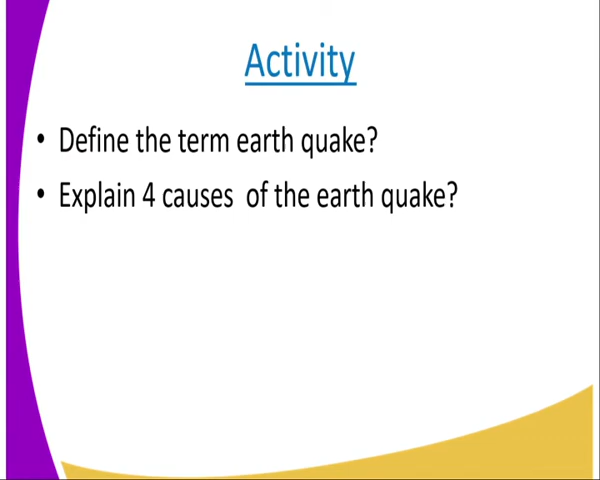 Activity
• Define the term earth quake?
• Explain 4 causes  of the earth quake?